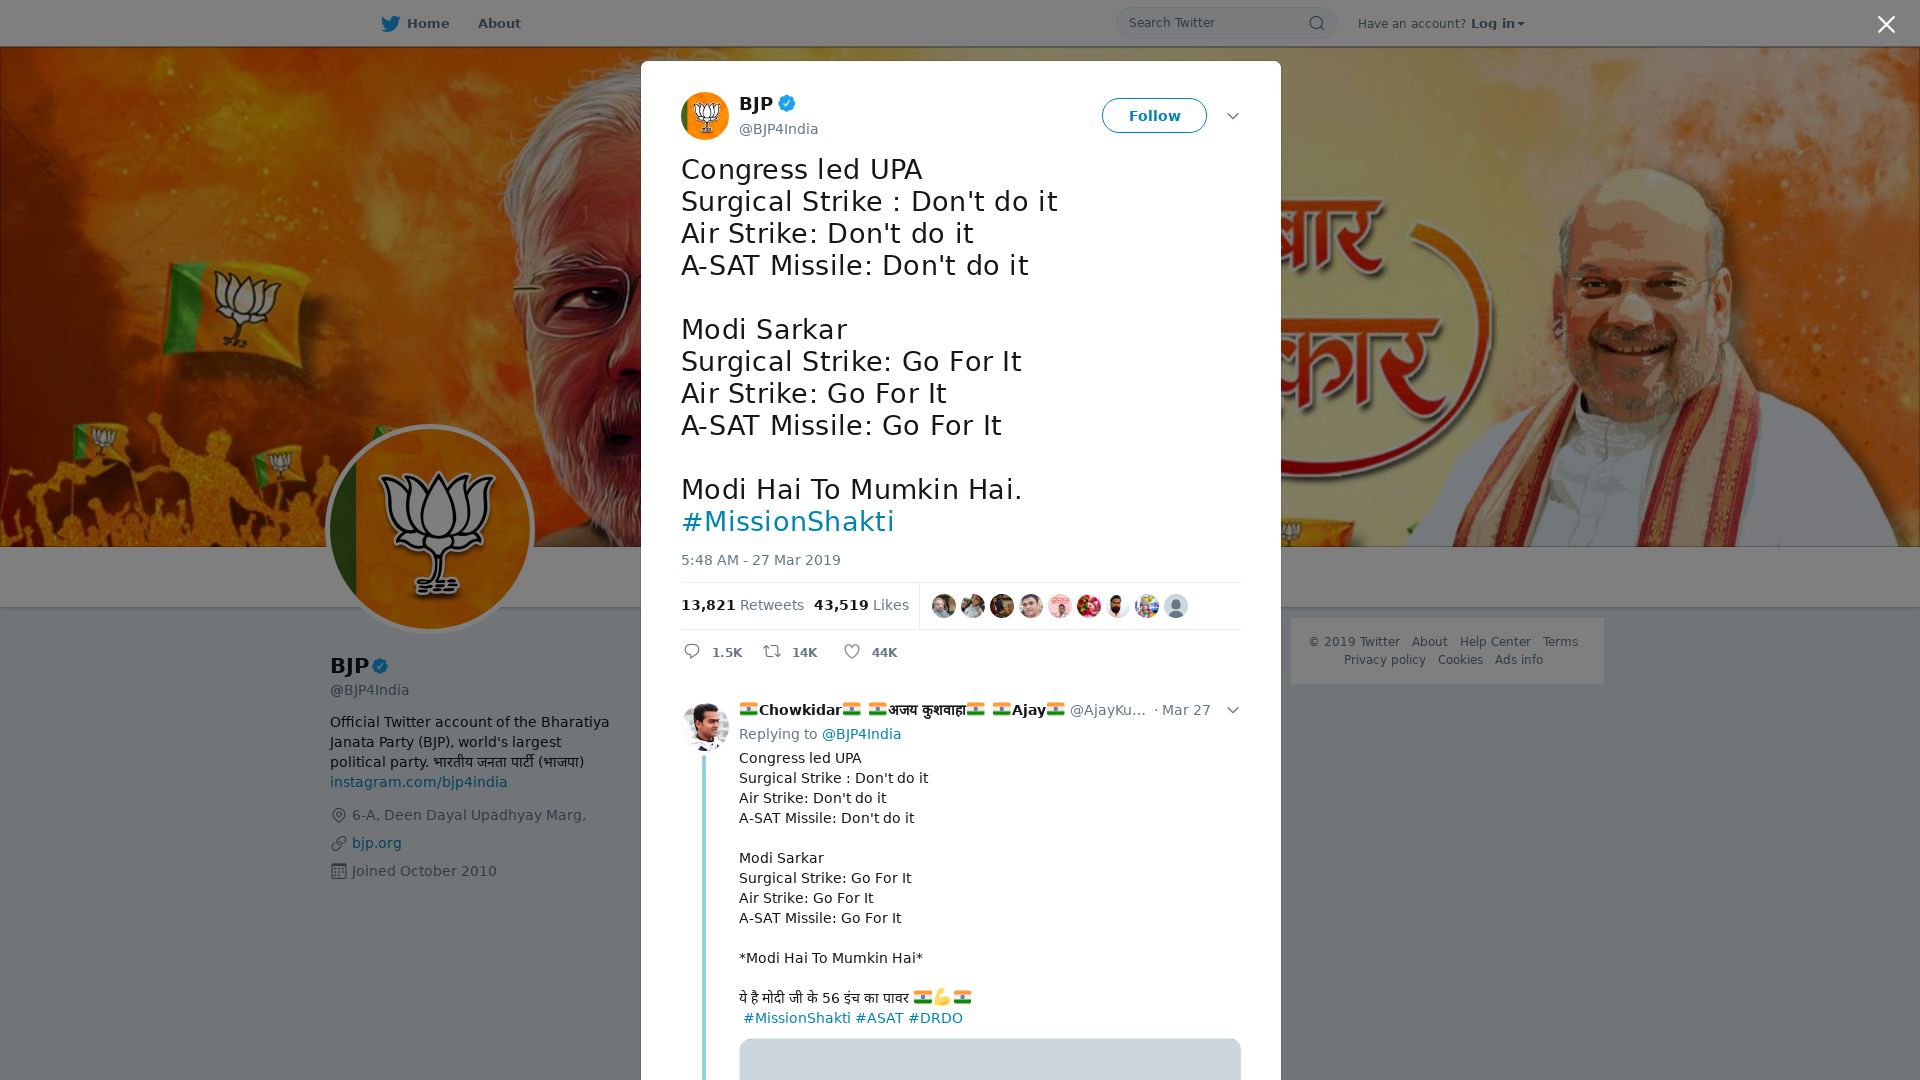 Home
About
Search Twitter
Have an account? Log in
BJP
@BJP4India
Follow
Congress led UPA
Surgical Strike : Don't do it
Air Strike: Don't do it
A-SAT Missile: Don't do it
Modi Sarkar
Surgical Strike: Go For It
Air Strike: Go For It
A-SAT Missile: Go For It
Modi Hai To Mumkin Hai.
#MissionShakti
5:48 AM - 27 Mar 2019
13,821 Retweets 43,519 Likes
1.5K 14K 44K
Chowkidar अजय कुशवाहा Ajay @AjayKu... · Mar 27
Replying to @BJP4India
Congress led UPA
Surgical Strike : Don't do it
Air Strike: Don't do it
A-SAT Missile: Don't do it
Modi Sarkar
Surgical Strike: Go For It
Air Strike: Go For It
A-SAT Missile: Go For It
*Modi Hai To Mumkin Hai*
ये है मोदी जी के 56 इंच का पावर
#MissionShakti #ASAT #DRDO
BJP
@BJP4India
Official Twitter account of the Bharatiya
Janata Party (BJP), world's largest
political party. भारतीय जनता पार्टी (भाजपा)
instagram.com/bjp4india
6-A, Deen Dayal Upadhyay Marg,
bjp.org
Joined October 2010
© 2019 Twitter About Help Center Terms
Privacy policy Cookies Ads info